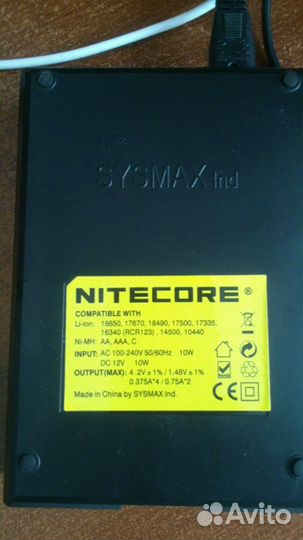 SYSMAX Ind
NITECORE®
COMPATIBLE WITH
Li-ion: 18650, 17670, 18490, 17500, 17335,
16340 (RCR123) , 14500, 10440
Ni-MH: AA, AAA, C
INPUT: AC 100-240V 50/60Hz 10W
DC 12V 10W
OUTPUT(MAX): 4 .2V ± 1% / 1.48V ± 1%
0.375A*4 / 0.75A*2
Made in China by SYSMAX Ind.
CE
Avito